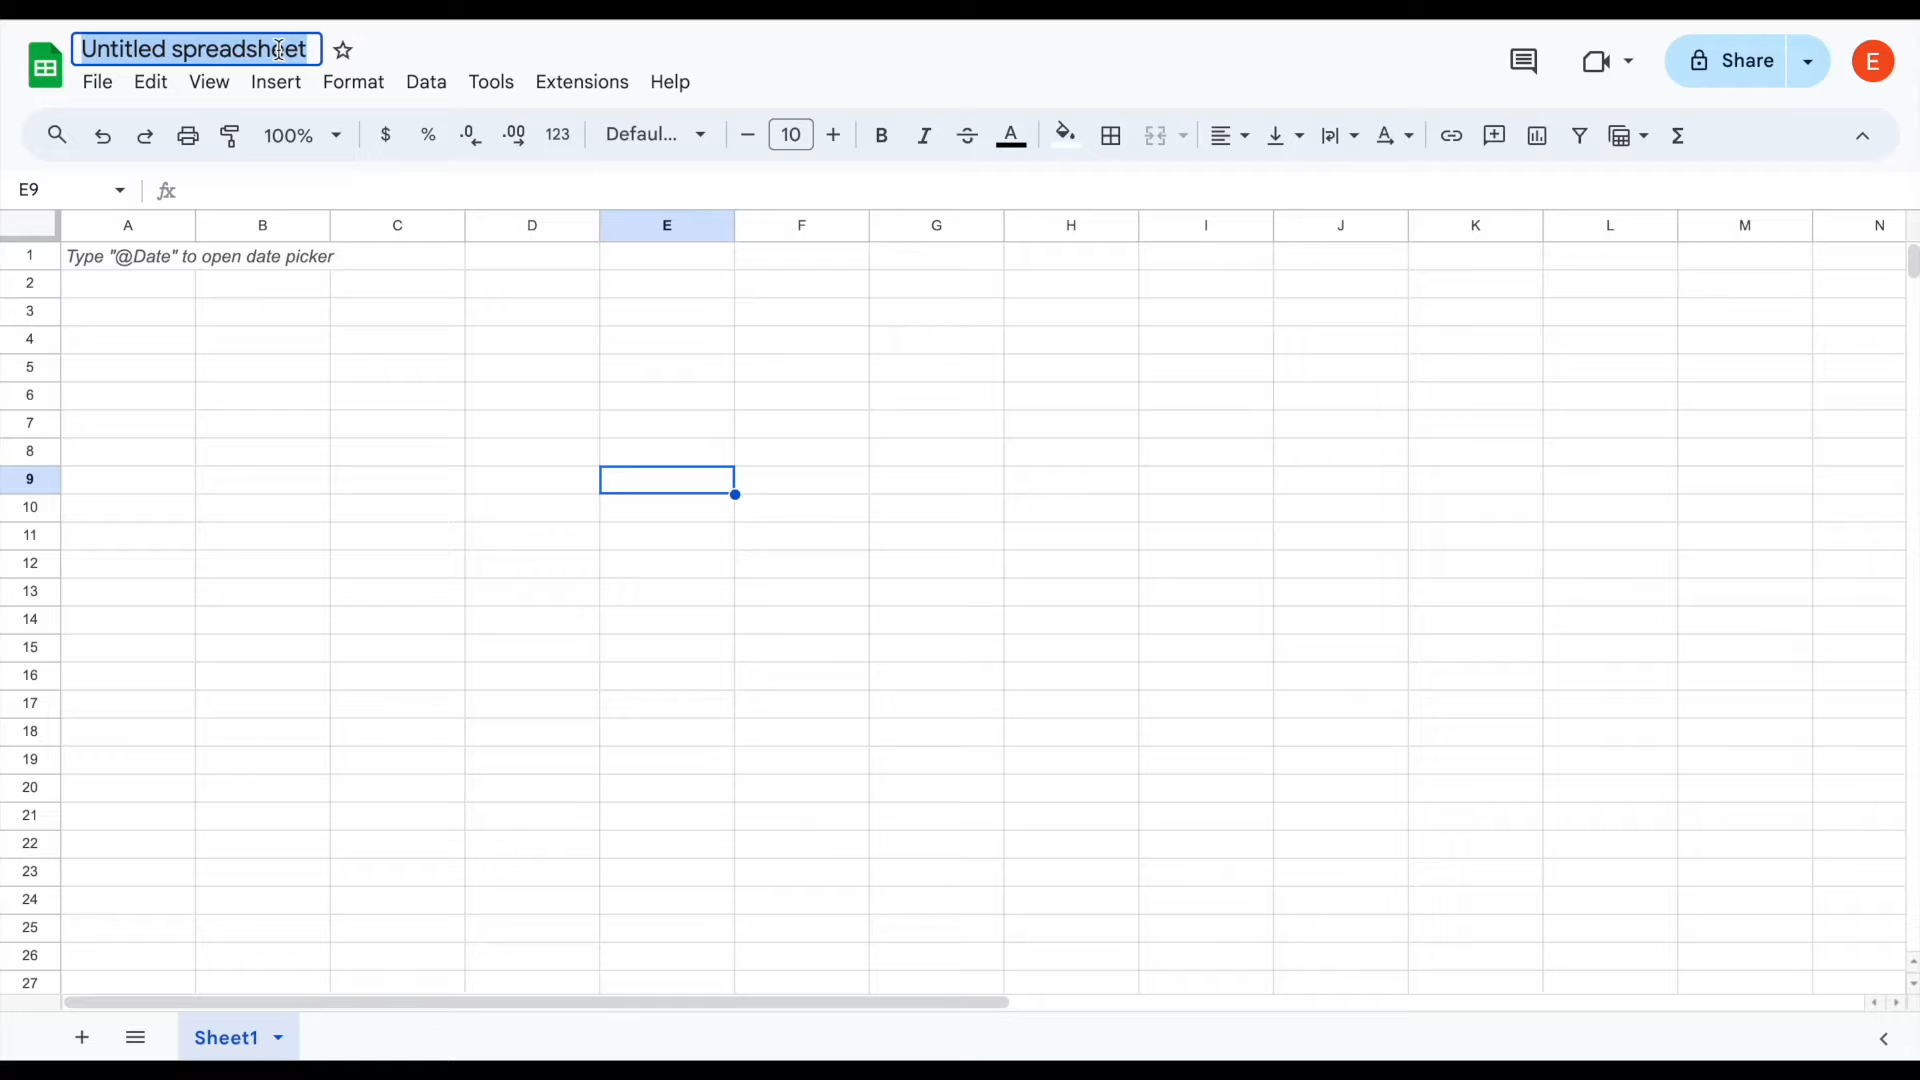 Untitled spreadsheet
File Edit View Insert Format Data Tools Extensions Help
Share
E
100% $ % .0 .00 123 Defaul... 10 B I A A Σ
E9 fx
A B C D E F G H I J K L M N
1 Type "@Date" to open date picker
2
3
4
5
6
7
8
9
10
11
12
13
14
15
16
17
18
19
20
21
22
23
24
25
26
27
Sheet1